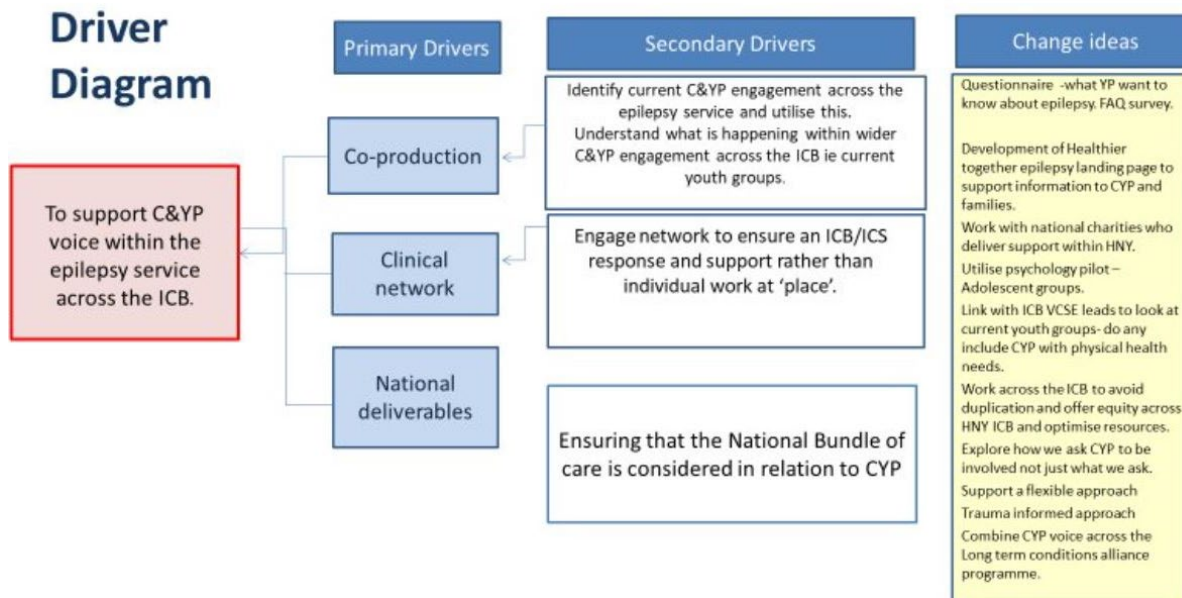 Driver
Diagram
Primary Drivers
Secondary Drivers
Change ideas
To support C&YP
voice within the
epilepsy service
across the ICB.
Co-production
Clinical
network
National
deliverables
Identify current C&YP engagement across the
epilepsy service and utilise this.
Understand what is happening within wider
C&YP engagement across the ICB ie current
youth groups.
Engage network to ensure an ICB/ICS
response and support rather than
individual work at ‘place’.
Ensuring that the National Bundle of
care is considered in relation to CYP
Questionnaire -what YP want to
know about epilepsy. FAQ survey.
Development of Healthier
together epilepsy landing page to
support information to CYP and
families.
Work with national charities who
deliver support within HNY.
Utilise psychology pilot –
Adolescent groups.
Link with ICB VCSE leads to look at
current youth groups- do any
include CYP with physical health
needs.
Work across the ICB to avoid
duplication and offer equity across
HNY ICB and optimise resources.
Explore how we ask CYP to be
involved not just what we ask.
Support a flexible approach
Trauma informed approach
Combine CYP voice across the
Long term conditions alliance
programme.